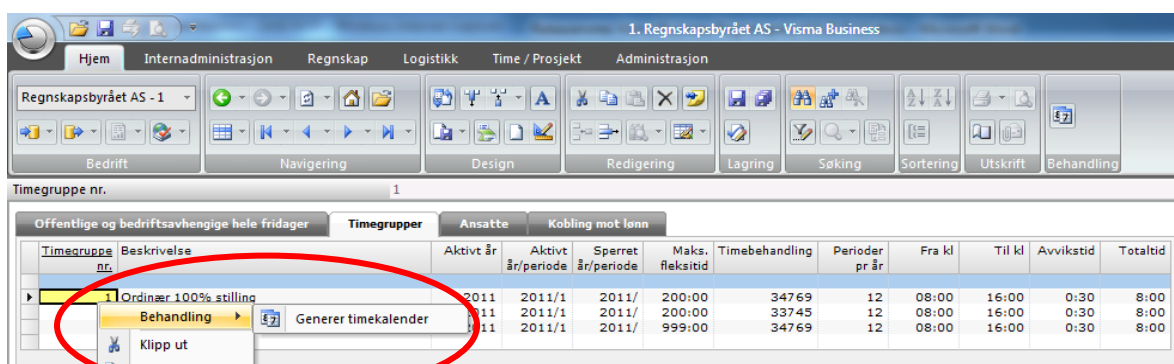 1. Regnskapsbyrået AS - Visma Business
Hjem Internadministrasjon Regnskap Logistikk Time / Prosjekt Administrasjon
Regnskapsbyrået AS - 1
Bedrift Navigering Design Redigering Lagring Søking Sortering Utskrift Behandling
Timegruppe nr. 1
Offentlige og bedriftsavhengige hele fridager Timegrupper Ansatte Kobling mot lønn
Timegruppe Beskrivelse Aktivt år Aktivt Sperret Maks. Timebehandling Perioder Fra kl Til kl Avvikstid Totaltid
nr. år/periode år/periode fleksitid pr år
1 Ordinær 100% stilling 2011 2011/1 2011/ 200:00 34769 12 08:00 16:00 0:30 8:00
Behandling Generer timekalender 2011/1 2011/ 200:00 33745 12 08:00 16:00 0:30 8:00
2011/1 2011/ 999:00 34769 12 08:00 16:00 0:30 8:00
Klipp ut